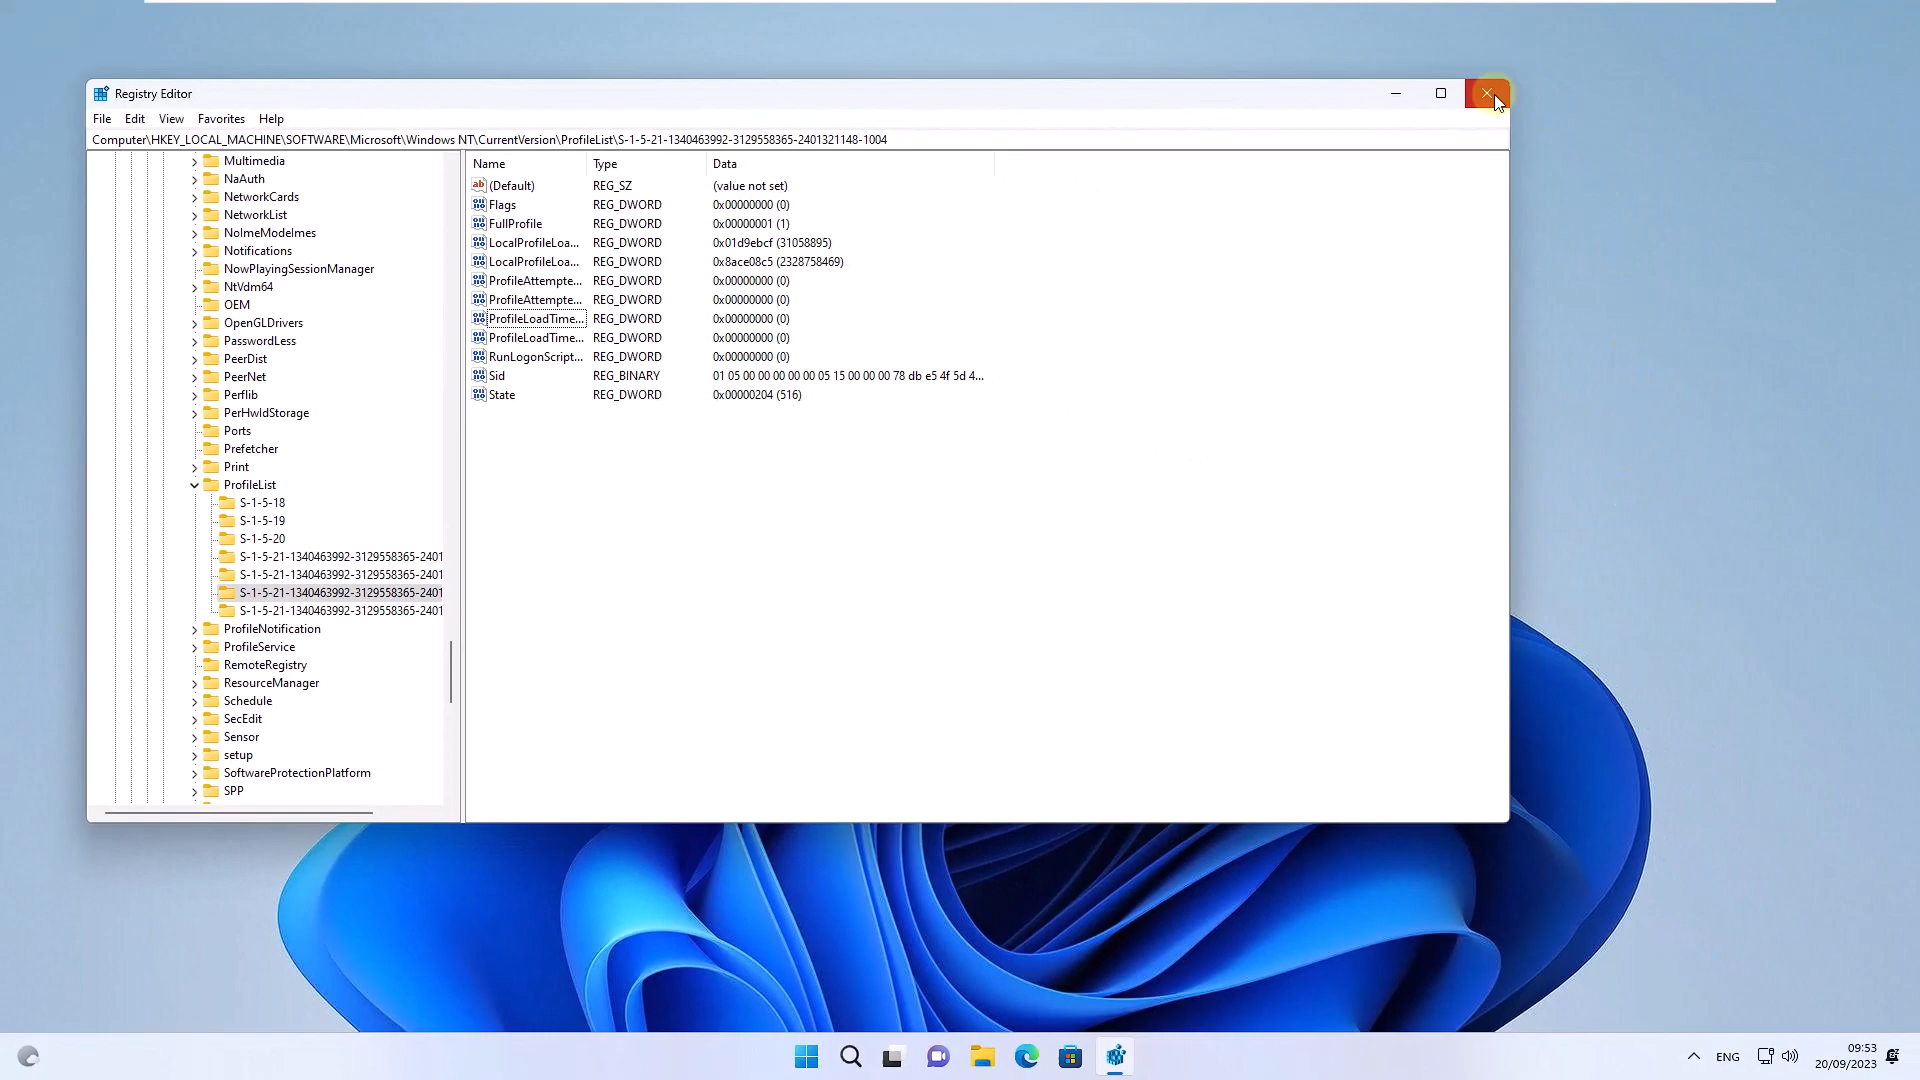 Registry Editor
File Edit View Favorites Help
Computer\HKEY_LOCAL_MACHINE\SOFTWARE\Microsoft\Windows NT\CurrentVersion\ProfileList\S-1-5-21-1340463992-3129558365-2401321148-1004
Multimedia
NaAuth
NetworkCards
NetworkList
NoImeModeImes
Notifications
NowPlayingSessionManager
NtVdm64
OEM
OpenGLDrivers
PasswordLess
PeerDist
PeerNet
Perflib
PerHwIdStorage
Ports
Prefetcher
Print
ProfileList
S-1-5-18
S-1-5-19
S-1-5-20
S-1-5-21-1340463992-3129558365-2401
S-1-5-21-1340463992-3129558365-2401
S-1-5-21-1340463992-3129558365-2401
S-1-5-21-1340463992-3129558365-2401
ProfileNotification
ProfileService
RemoteRegistry
ResourceManager
Schedule
SecEdit
Sensor
setup
SoftwareProtectionPlatform
SPP
Name Type Data
(Default) REG_SZ (value not set)
Flags REG_DWORD 0x00000000 (0)
FullProfile REG_DWORD 0x00000001 (1)
LocalProfileLoa... REG_DWORD 0x01d9ebcf (31058895)
LocalProfileLoa... REG_DWORD 0x8ace08c5 (2328758469)
ProfileAttempte... REG_DWORD 0x00000000 (0)
ProfileAttempte... REG_DWORD 0x00000000 (0)
ProfileLoadTime... REG_DWORD 0x00000000 (0)
ProfileLoadTime... REG_DWORD 0x00000000 (0)
RunLogonScript... REG_DWORD 0x00000000 (0)
Sid REG_BINARY 01 05 00 00 00 00 00 05 15 00 00 00 78 db e5 4f 5d 4...
State REG_DWORD 0x00000204 (516)
ENG
09:53
20/09/2023